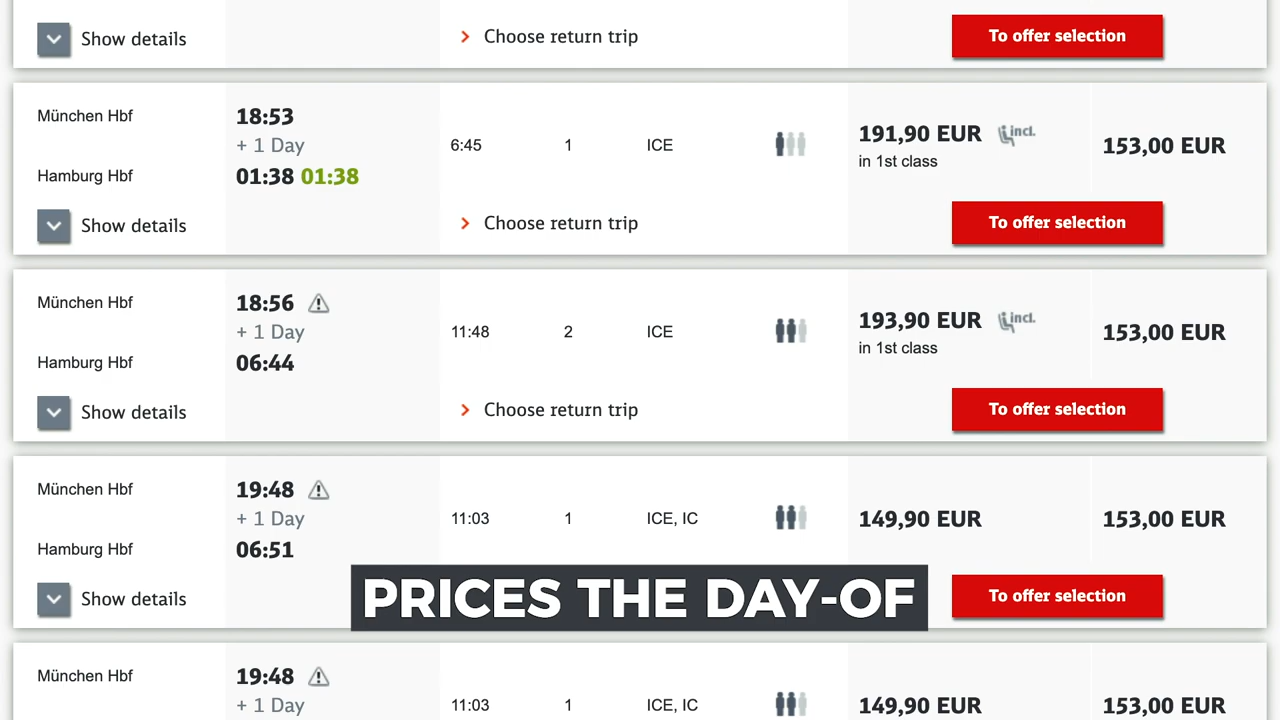 Show details
Choose return trip
To offer selection
München Hbf
18:53
+ 1 Day
Hamburg Hbf
01:38 01:38
6:45 1 ICE
191,90 EUR incl.
in 1st class
153,00 EUR
Show details
Choose return trip
To offer selection
München Hbf
18:56
+ 1 Day
Hamburg Hbf
06:44
11:48 2 ICE
193,90 EUR incl.
in 1st class
153,00 EUR
Show details
Choose return trip
To offer selection
München Hbf
19:48
+ 1 Day
Hamburg Hbf
06:51
11:03 1 ICE, IC
149,90 EUR
153,00 EUR
Show details
PRICES THE DAY-OF
To offer selection
München Hbf
19:48
+ 1 Day
11:03 1 ICE, IC
149,90 EUR
153,00 EUR